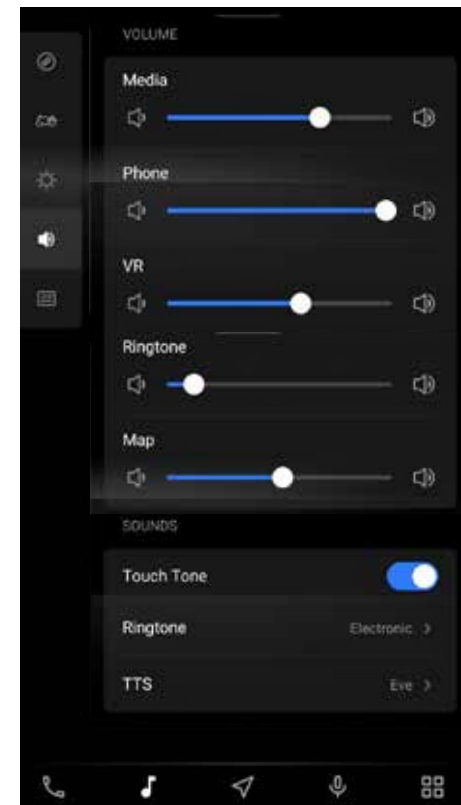 VOLUME
Media
Phone
VR
Ringtone
Map
SOUNDS
Touch Tone
Ringtone Electronic >
TTS Eve >